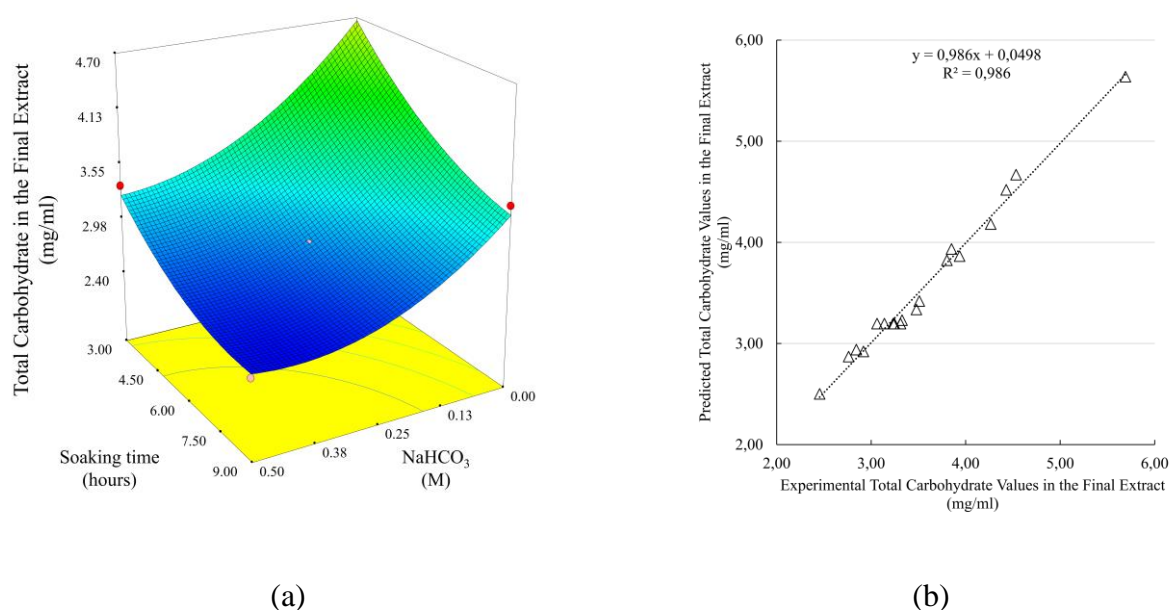 4.70
4.13
3.55
2.98
2.40
Total Carbohydrate in the Final Extract
(mg/ml)
3.00
4.50
6.00
7.50
9.00
Soaking time
(hours)
0.50
0.38
0.25
0.13
0.00
NaHCO₃
(M)
(a)
6,00
5,00
4,00
3,00
2,00
Predicted Total Carbohydrate Values in the Final Extract
(mg/ml)
y = 0,986x + 0,0498
R² = 0,986
2,00 3,00 4,00 5,00 6,00
Experimental Total Carbohydrate Values in the Final Extract
(mg/ml)
(b)